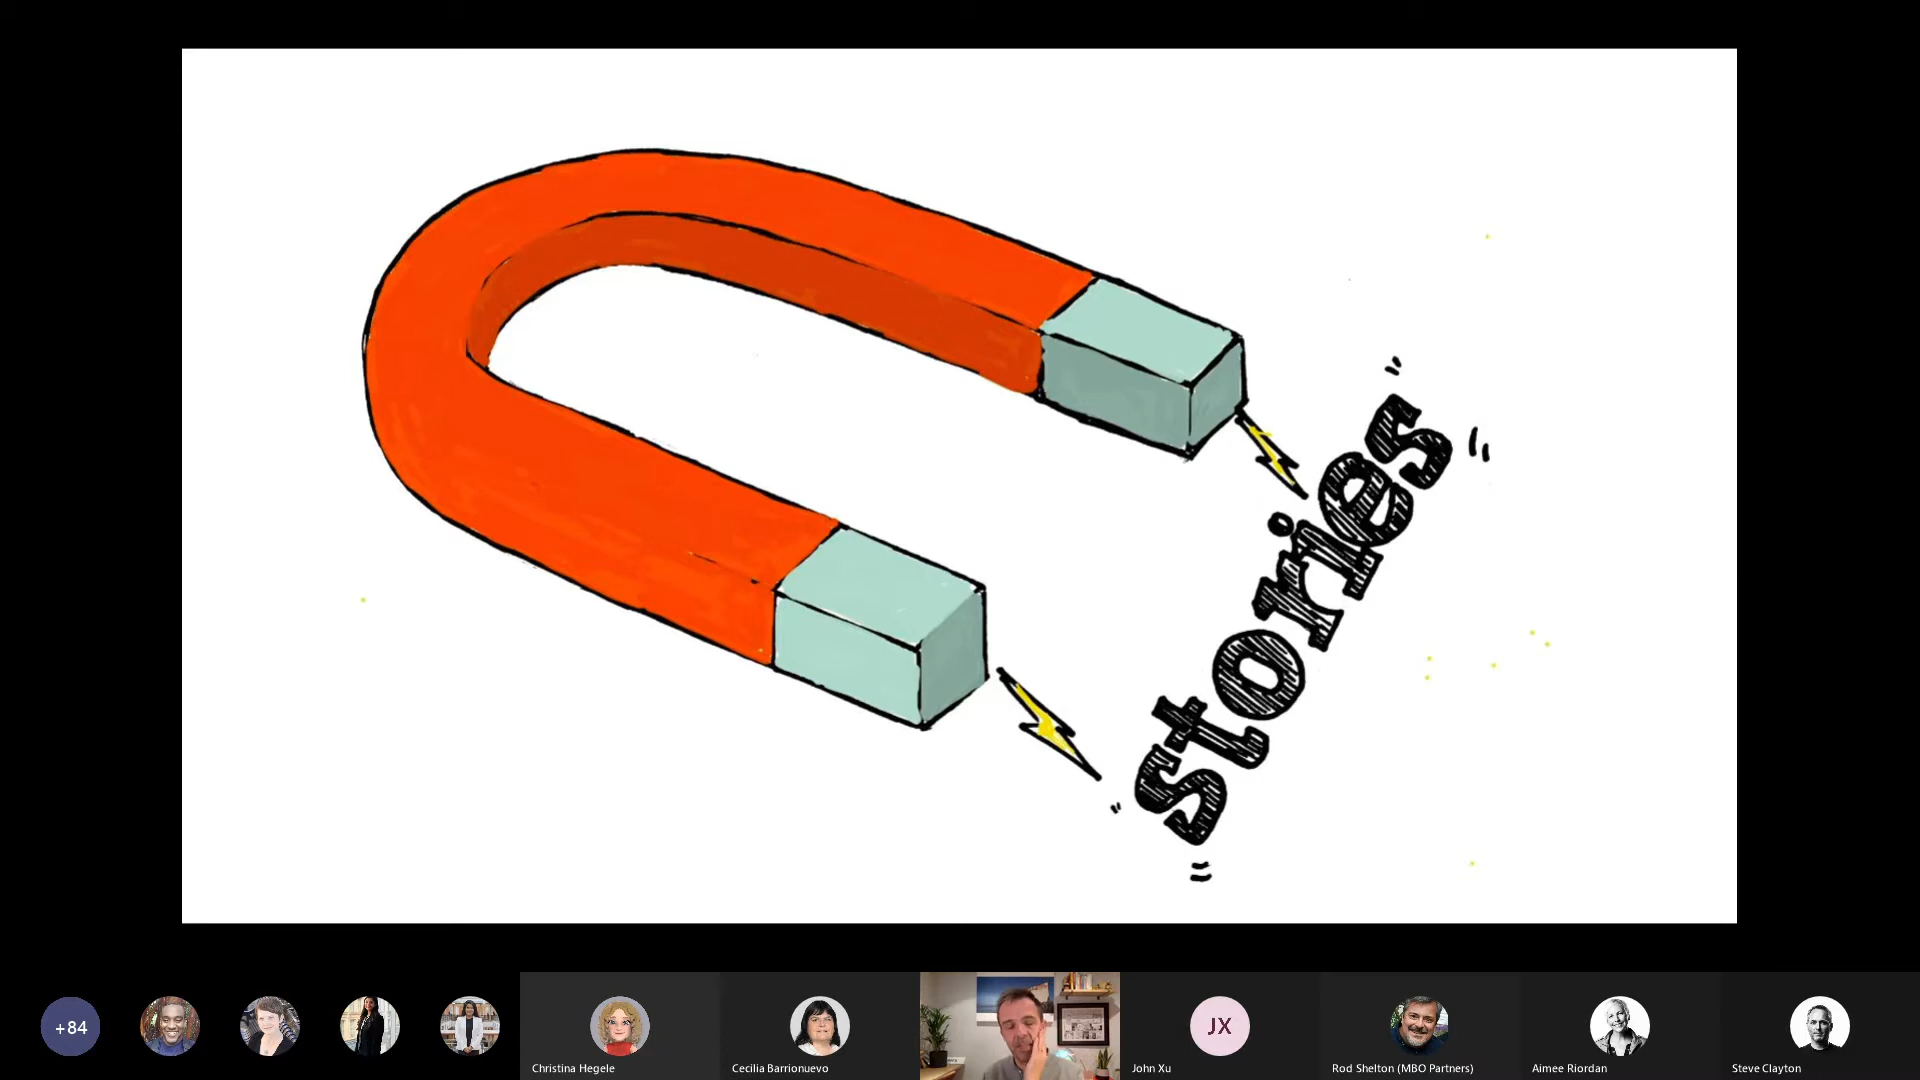 stories
+84
Christina Hegele
Cecilia Barrionuevo
JX
John Xu
Rod Shelton (MBO Partners)
Aimee Riordan
Steve Clayton